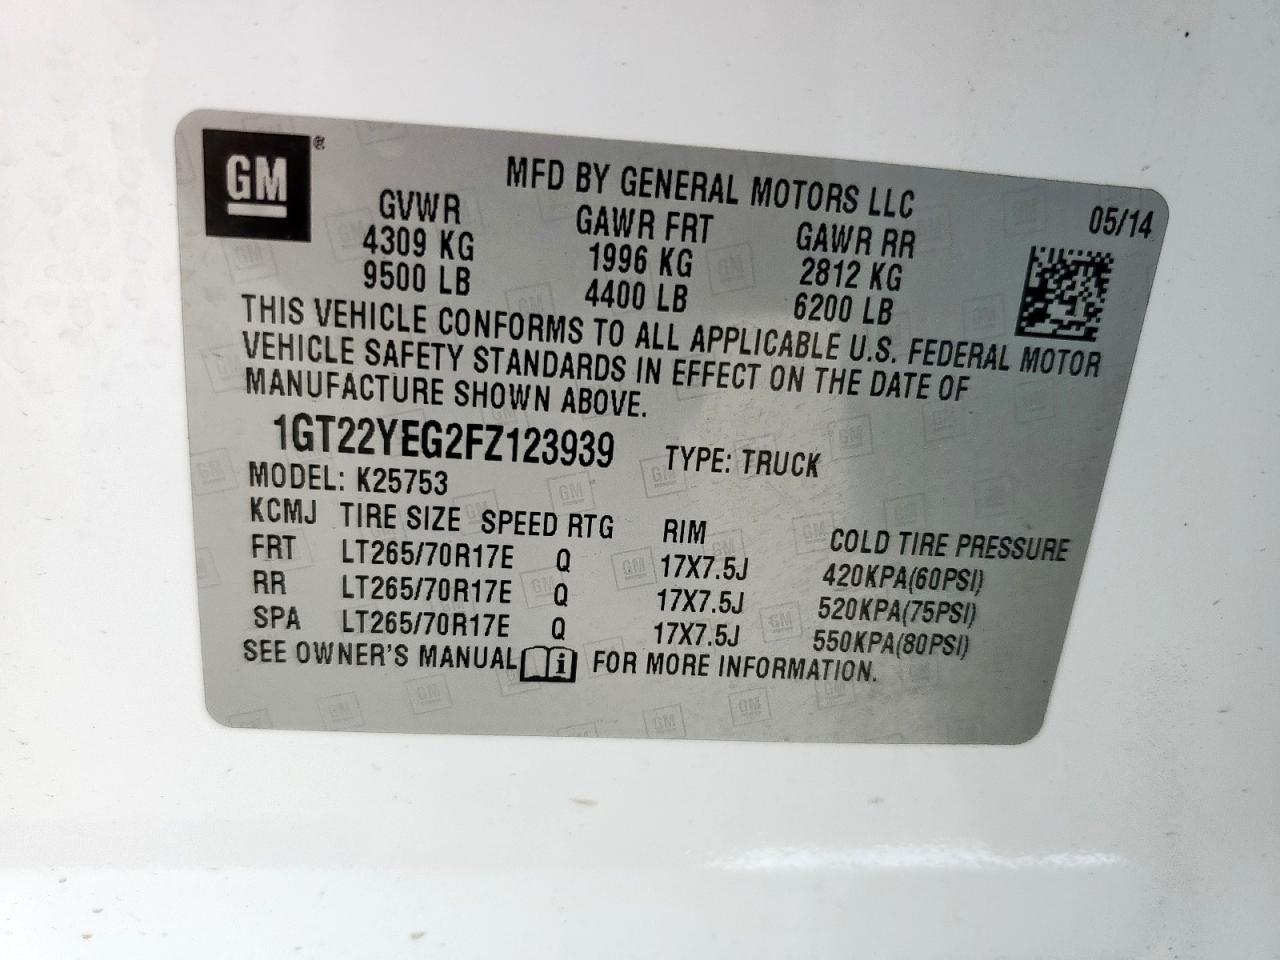 GM ®
MFD BY GENERAL MOTORS LLC
05/14
GVWR GAWR FRT GAWR RR
4309 KG 1996 KG 2812 KG
9500 LB 4400 LB 6200 LB
THIS VEHICLE CONFORMS TO ALL APPLICABLE U.S. FEDERAL MOTOR
VEHICLE SAFETY STANDARDS IN EFFECT ON THE DATE OF
MANUFACTURE SHOWN ABOVE.
1GT22YEG2FZ123939 TYPE: TRUCK
MODEL: K25753
KCMJ TIRE SIZE SPEED RTG RIM COLD TIRE PRESSURE
FRT LT265/70R17E Q 17X7.5J 420KPA(60PSI)
RR LT265/70R17E Q 17X7.5J 520KPA(75PSI)
SPA LT265/70R17E Q 17X7.5J 550KPA(80PSI)
SEE OWNER'S MANUAL i FOR MORE INFORMATION.